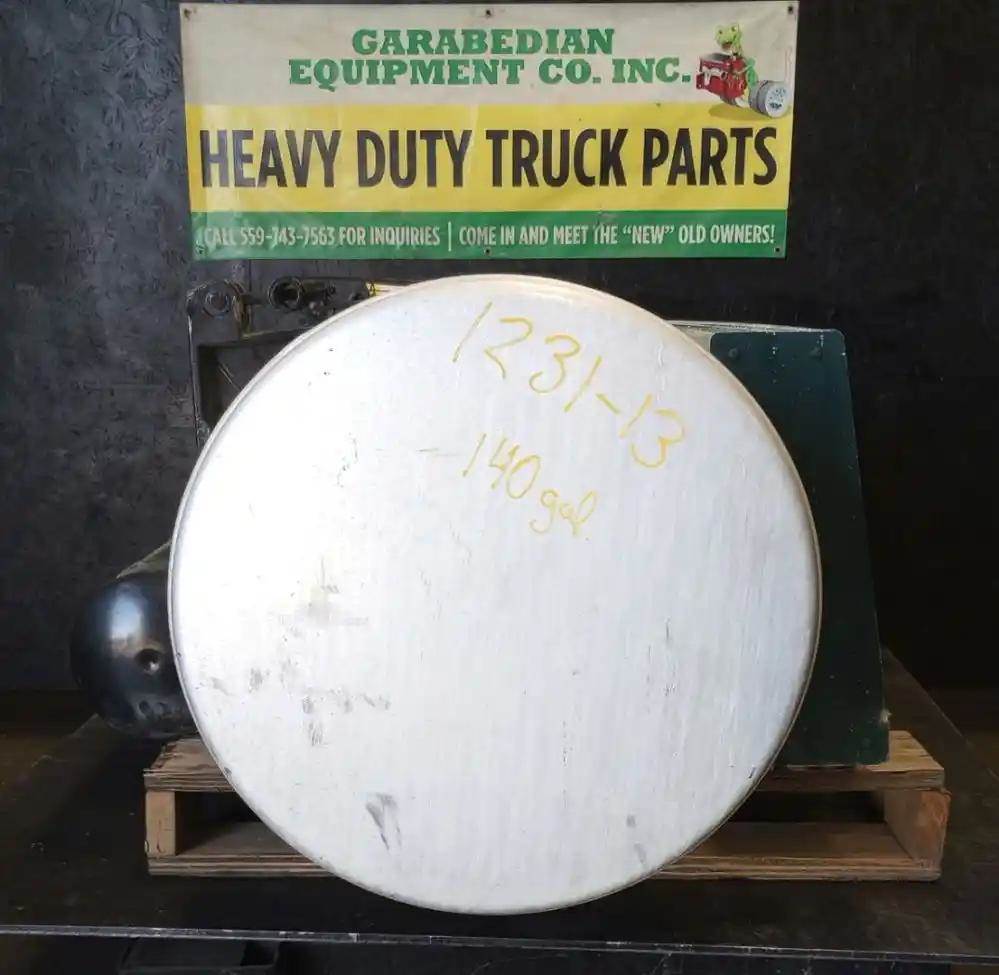 GARABEDIAN
EQUIPMENT CO. INC.
HEAVY DUTY TRUCK PARTS
CALL 559-743-7563 FOR INQUIRIES | COME IN AND MEET THE "NEW" OLD OWNERS!
1231-13
140 gal